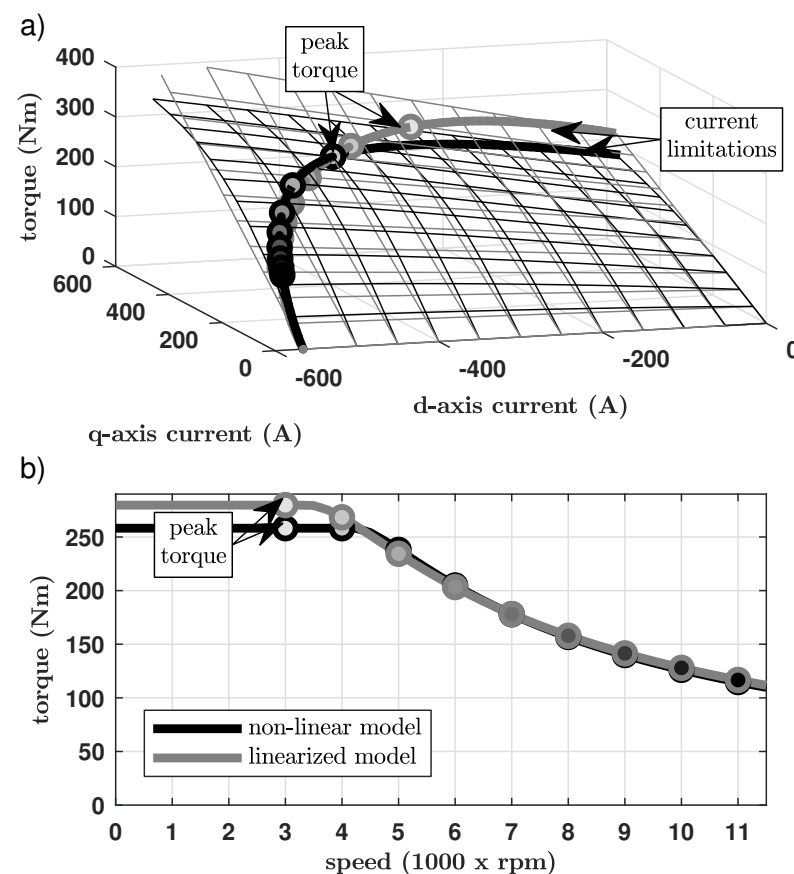 a)
peak
torque
current
limitations
torque (Nm)
400
300
200
100
0
600
400
200
0
-600
-400
-200
0
d-axis current (A)
q-axis current (A)
b)
peak
torque
torque (Nm)
250
200
150
100
50
0
non-linear model
linearized model
0 1 2 3 4 5 6 7 8 9 10 11
speed (1000 x rpm)